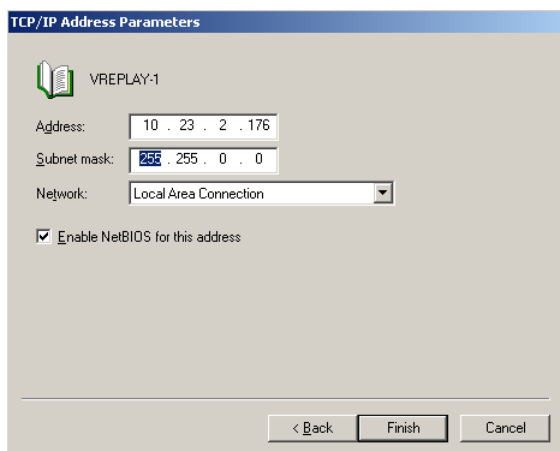 TCP/IP Address Parameters
VREPLAY-1
Address: 10 . 23 . 2 . 176
Subnet mask: 255 . 255 . 0 . 0
Network: Local Area Connection
Enable NetBIOS for this address
< Back Finish Cancel